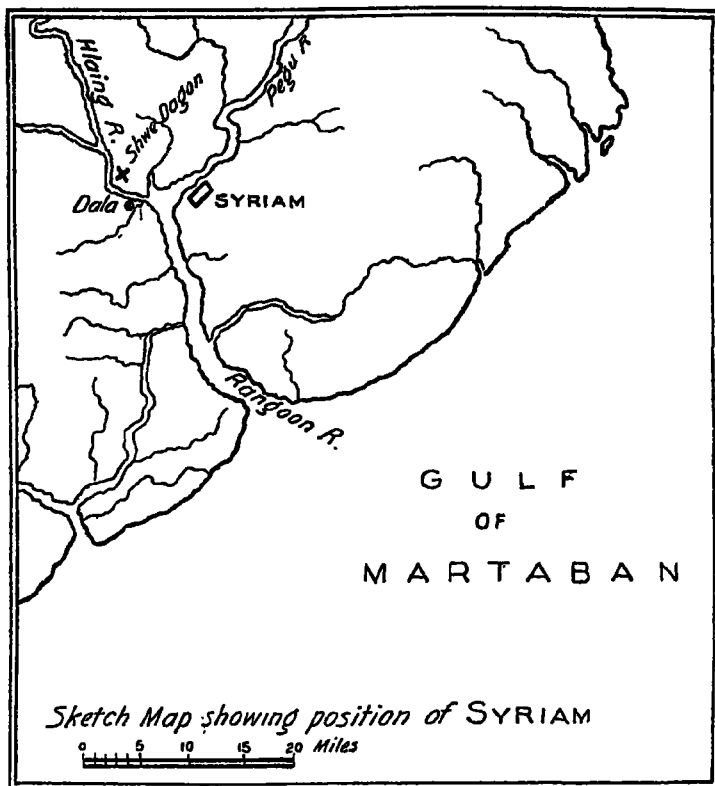 Hlaing R.
Shwe Dagon
Pegu R
Dala
SYRIAM
Rangoon R.
GULF
OF
MARTABAN
Sketch Map showing position of SYRIAM
0 5 10 15 20 Miles